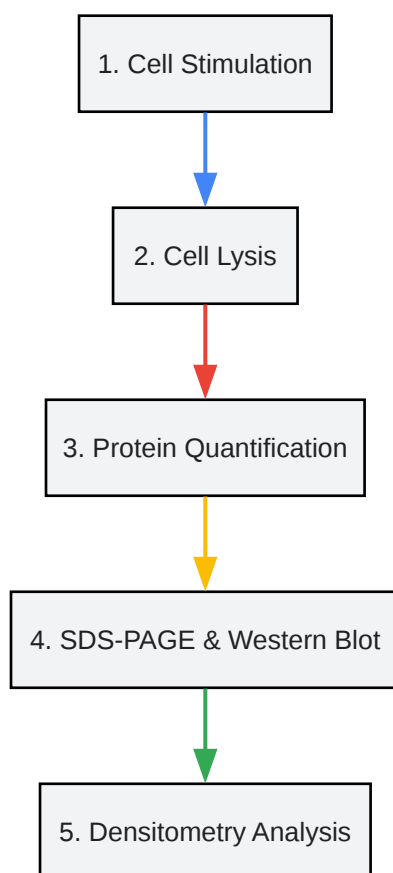 1. Cell Stimulation
2. Cell Lysis
3. Protein Quantification
4. SDS-PAGE & Western Blot
5. Densitometry Analysis